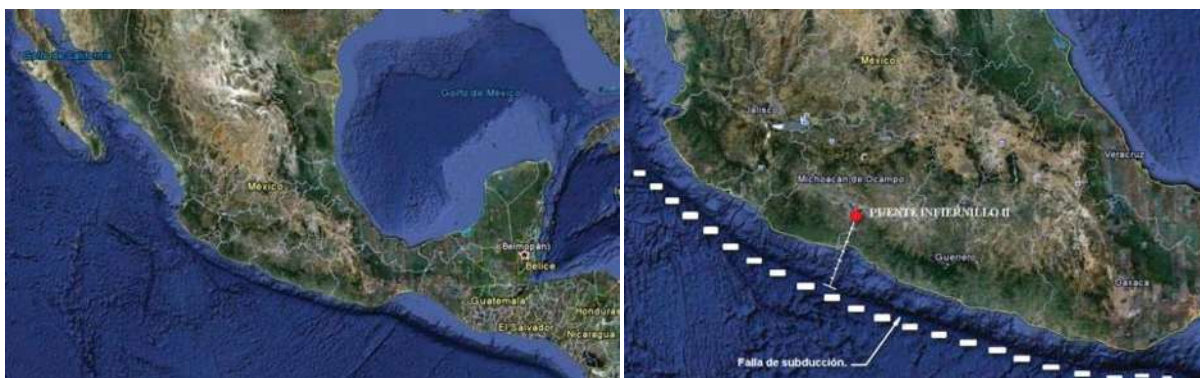 Golfo de California
Golfo de México
México
(Belmopan)
Belice
Guatemala
Honduras
El Salvador
Nicaragua
México
Jalisco
Veracruz
Michoacán de Ocampo
PUENTE INFIERNILLO II
Guerrero
Oaxaca
Falla de subducción.